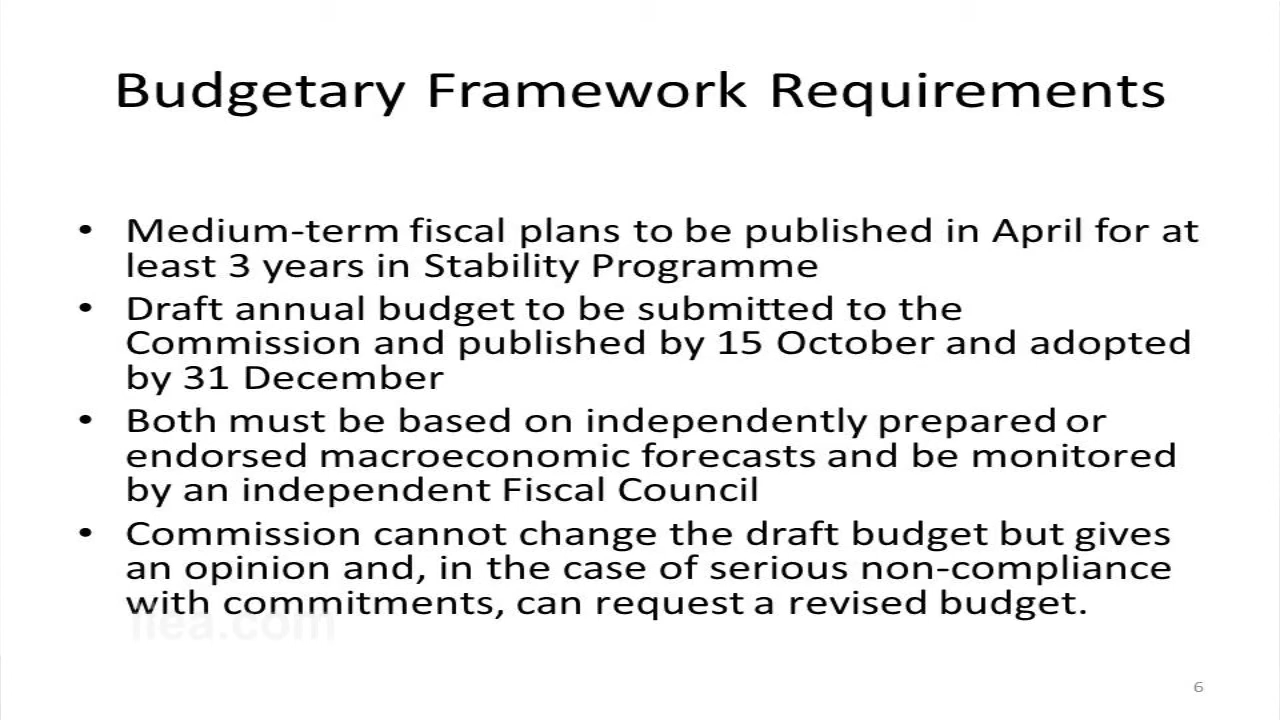 Budgetary Framework Requirements
• Medium-term fiscal plans to be published in April for at
least 3 years in Stability Programme
• Draft annual budget to be submitted to the
Commission and published by 15 October and adopted
by 31 December
• Both must be based on independently prepared or
endorsed macroeconomic forecasts and be monitored
by an independent Fiscal Council
• Commission cannot change the draft budget but gives
an opinion and, in the case of serious non-compliance
with commitments, can request a revised budget.
iiea.com
6